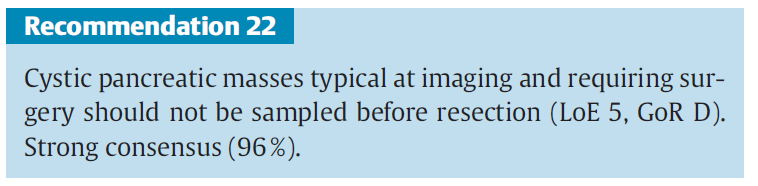 Recommendation 22
Cystic pancreatic masses typical at imaging and requiring sur-
gery should not be sampled before resection (LoE 5, GoR D).
Strong consensus (96%).